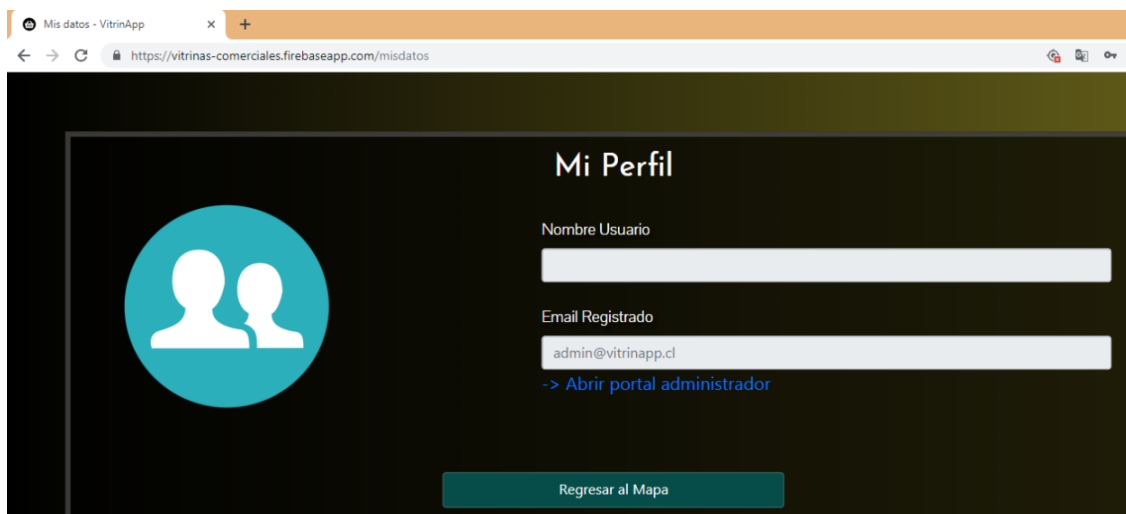 Mis datos - VitrinApp
https://vitrinas-comerciales.firebaseapp.com/misdatos
Mi Perfil
Nombre Usuario
Email Registrado
admin@vitrinapp.cl
-> Abrir portal administrador
Regresar al Mapa